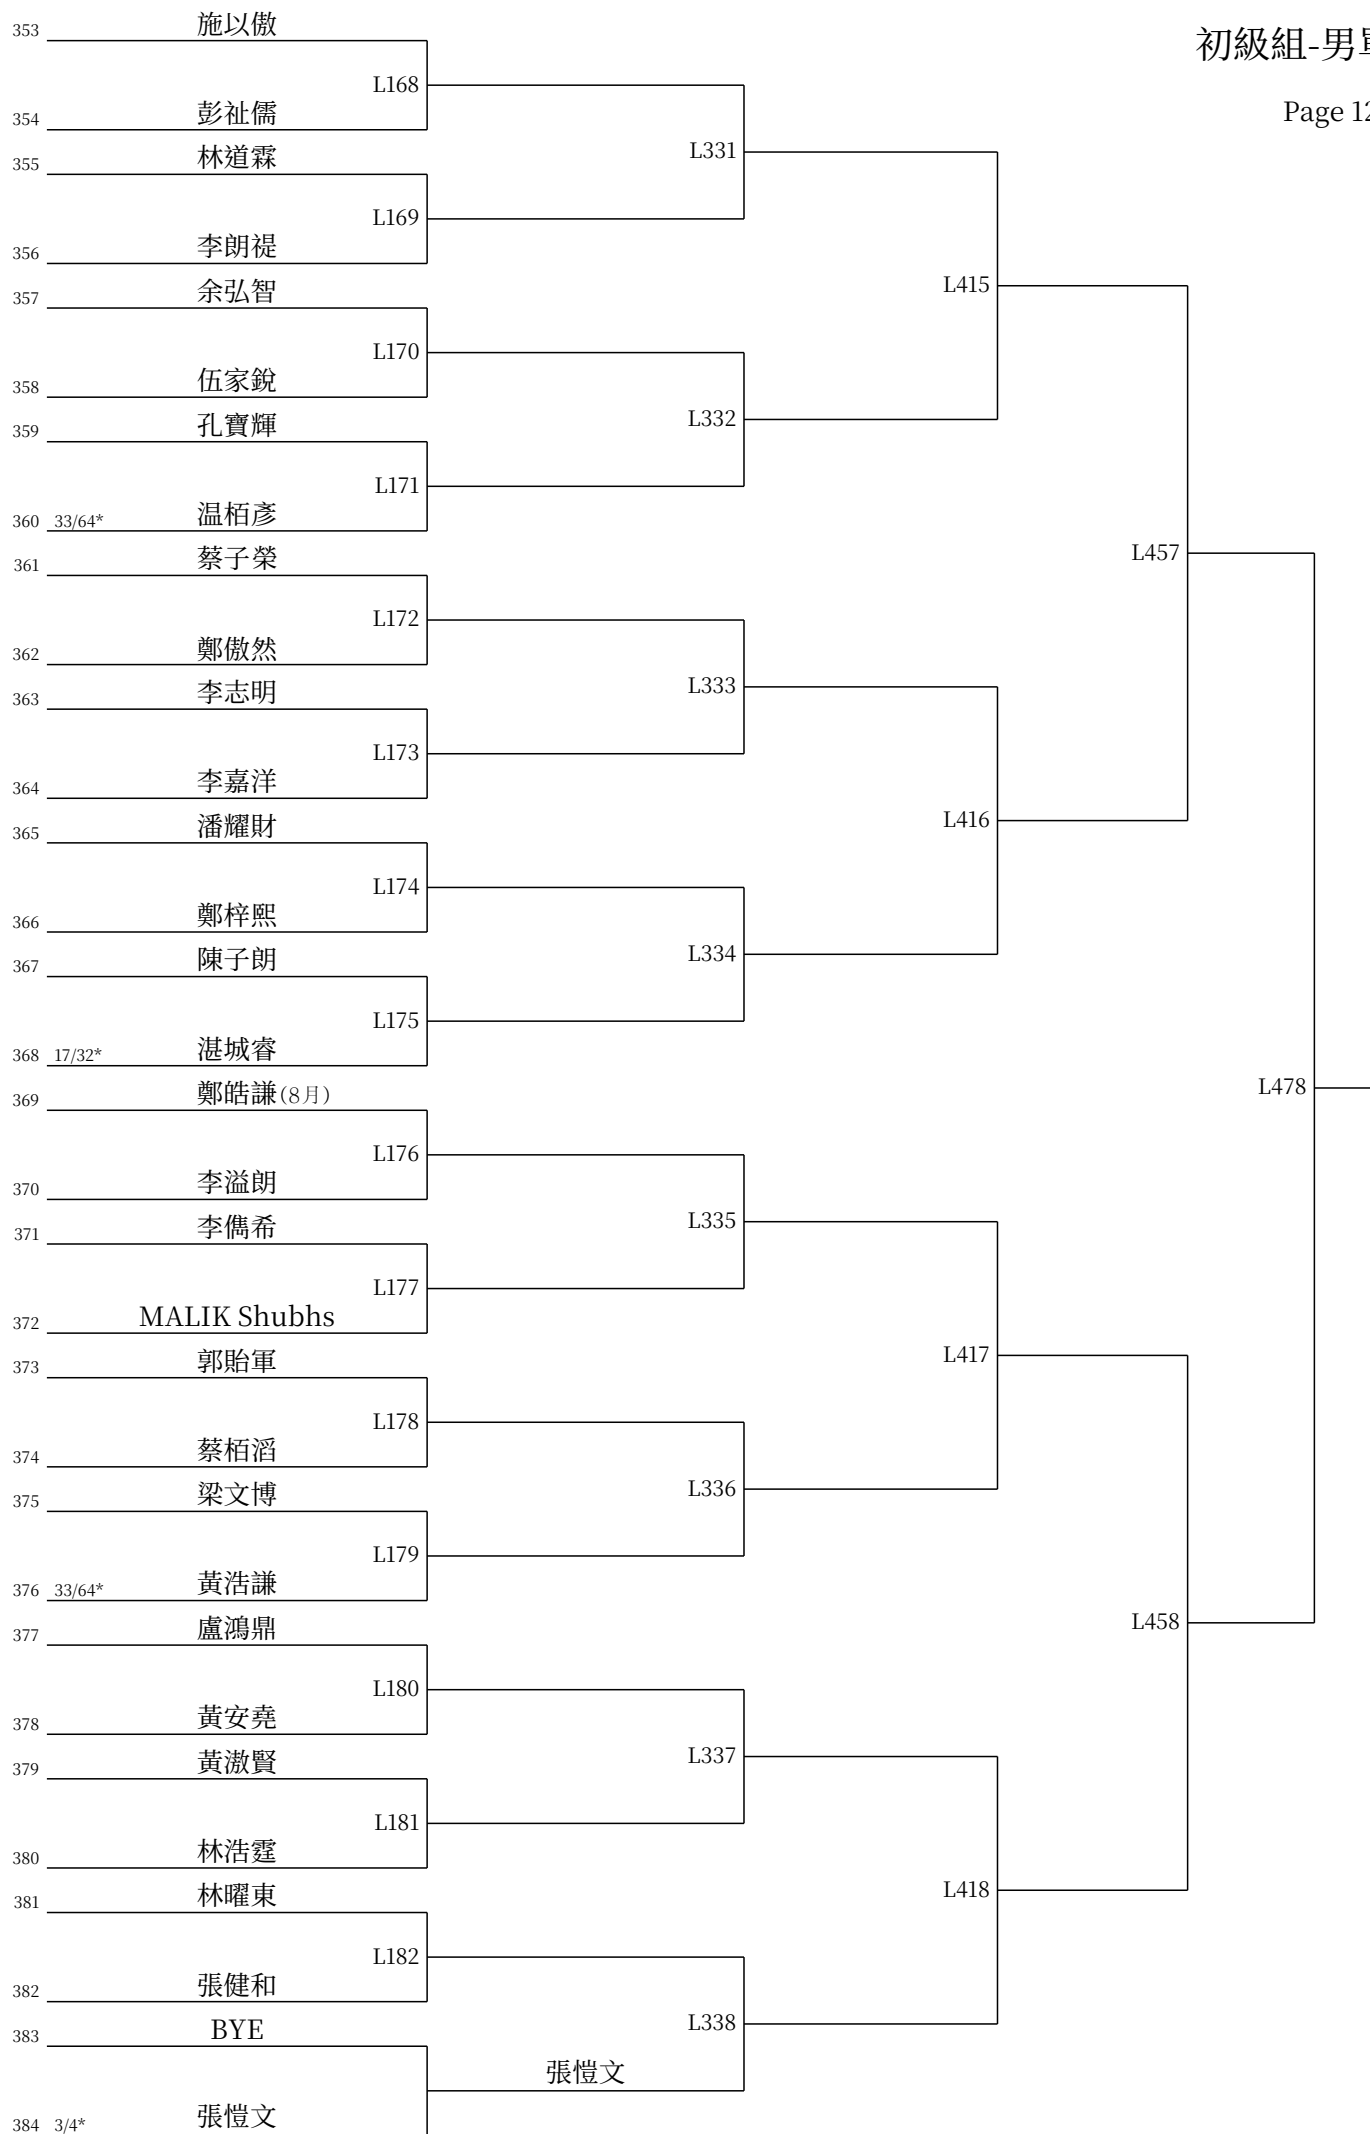 初級組-男
Page 12
353 施以傲
L168
354 彭祉儒
355 林道霖
L331
L169
356 李朗禔
357 余弘智
L415
L170
358 伍家銳
359 孔寶輝
L332
L171
360 33/64* 温栢彥
361 蔡子榮
L457
L172
362 鄭傲然
363 李志明
L333
L173
364 李嘉洋
365 潘耀財
L416
L174
366 鄭梓熙
367 陳子朗
L334
L175
368 17/32* 湛城睿
369 鄭皓謙(8月)
L478
L176
370 李溢朗
371 李儁希
L335
L177
372 MALIK Shubhs
373 郭貽軍
L417
L178
374 蔡栢滔
375 梁文博
L336
L179
376 33/64* 黃浩謙
377 盧鴻鼎
L458
L180
378 黃安堯
379 黃滶賢
L337
L181
380 林浩霆
381 林曜東
L418
L182
382 張健和
383 BYE
L338
張愷文
384 3/4* 張愷文